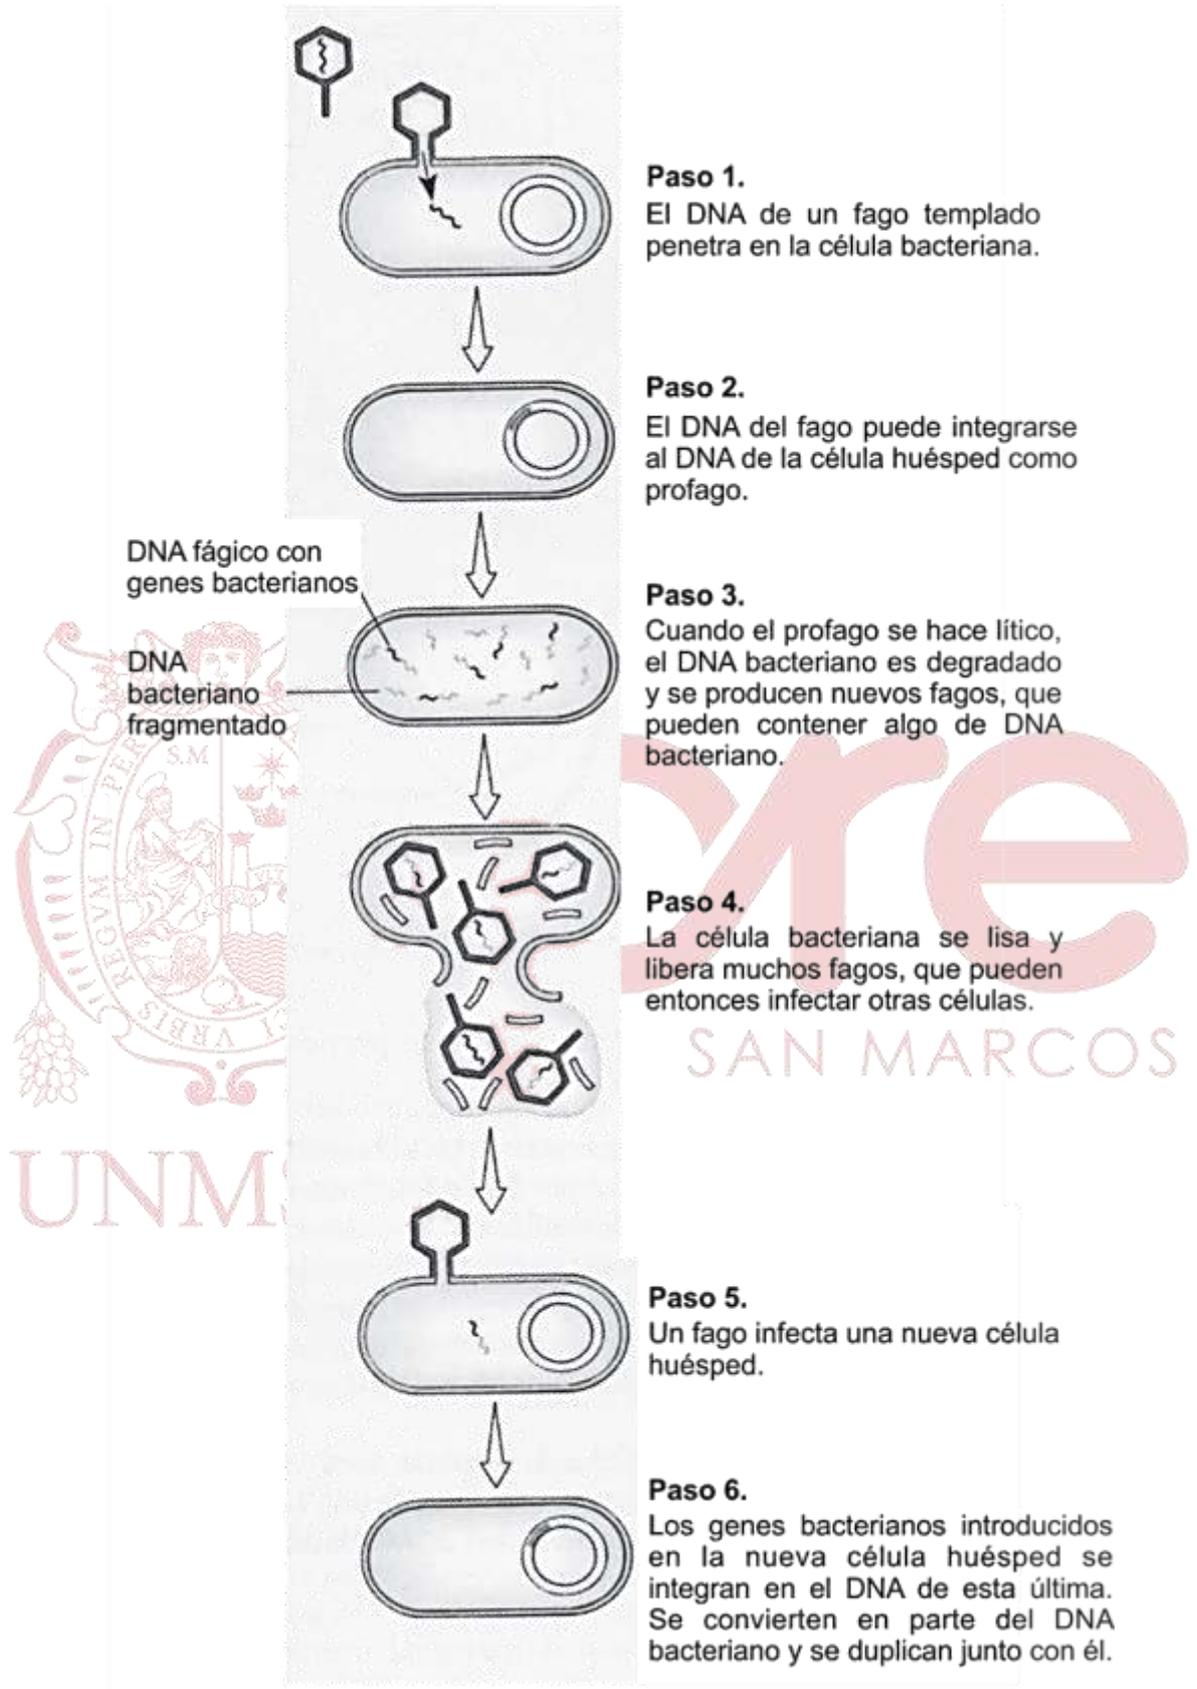 Paso 1.
El DNA de un fago templado
penetra en la célula bacteriana.
Paso 2.
El DNA del fago puede integrarse
al DNA de la célula huésped como
profago.
DNA fágico con
genes bacterianos
DNA
bacteriano
fragmentado
Paso 3.
Cuando el profago se hace lítico,
el DNA bacteriano es degradado
y se producen nuevos fagos, que
pueden contener algo de DNA
bacteriano.
S.M
Paso 4.
La célula bacteriana se lisa y
libera muchos fagos, que pueden
entonces infectar otras células.
SAN MARCOS
UNM
Paso 5.
Un fago infecta una nueva célula
huésped.
Paso 6.
Los genes bacterianos introducidos
en la nueva célula huésped se
integran en el DNA de esta última.
Se convierten en parte del DNA
bacteriano y se duplican junto con él.